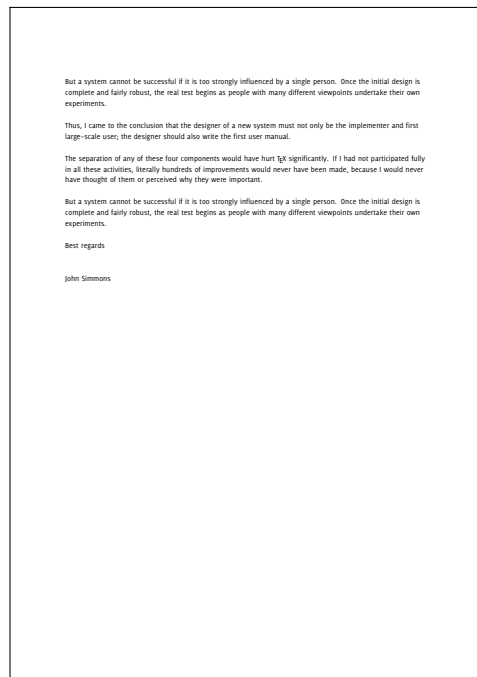 But a system cannot be successful if it is too strongly influenced by a single person. Once the initial design is
complete and fairly robust, the real test begins as people with many different viewpoints undertake their own
experiments.
Thus, I came to the conclusion that the designer of a new system must not only be the implementer and first
large-scale user; the designer should also write the first user manual.
The separation of any of these four components would have hurt TEX significantly. If I had not participated fully
in all these activities, literally hundreds of improvements would never have been made, because I would never
have thought of them or perceived why they were important.
But a system cannot be successful if it is too strongly influenced by a single person. Once the initial design is
complete and fairly robust, the real test begins as people with many different viewpoints undertake their own
experiments.
Best regards
John Simmons